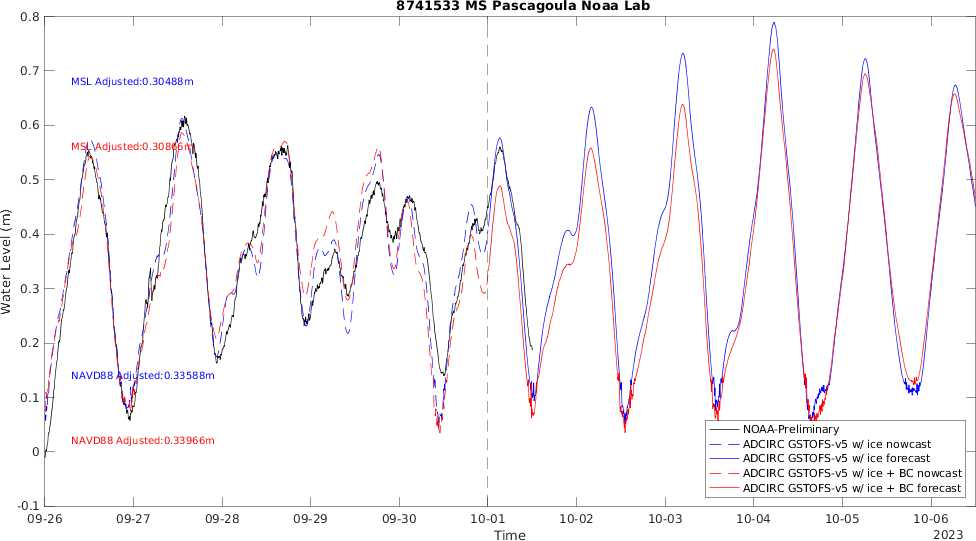 8741533 MS Pascagoula Noaa Lab
Water Level (m)
0.8
0.7
0.6
0.5
0.4
0.3
0.2
0.1
0
-0.1
MSL Adjusted:0.30488m
MSL Adjusted:0.30866m
NAVD88 Adjusted:0.33588m
NAVD88 Adjusted:0.33966m
NOAA-Preliminary
ADCIRC GSTOFS-v5 w/ ice nowcast
ADCIRC GSTOFS-v5 w/ ice forecast
ADCIRC GSTOFS-v5 w/ ice + BC nowcast
ADCIRC GSTOFS-v5 w/ ice + BC forecast
09-26 09-27 09-28 09-29 09-30 10-01 10-02 10-03 10-04 10-05 10-06
Time
2023